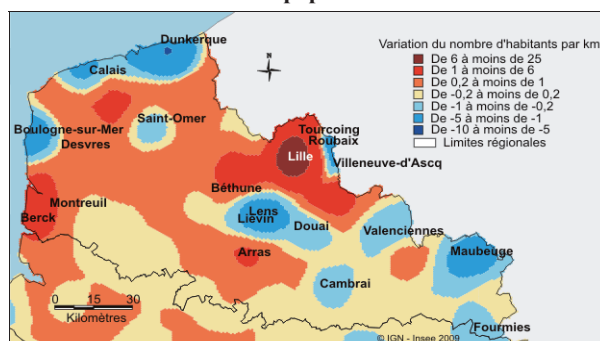 Dunkerque
Calais
Variation du nombre d'habitants par km
De 6 à moins de 25
De 1 à moins de 6
De 0,2 à moins de 1
De -0,2 à moins de 0,2
De -1 à moins de -0,2
De -5 à moins de -1
De -10 à moins de -5
Limites régionales
N
Saint-Omer
Boulogne-sur-Mer
Desvres
Tourcoing
Roubaix
Lille
Villeneuve-d'Ascq
Béthune
Montreuil
Berck
Lens
Liévin
Douai
Valenciennes
Arras
Maubeuge
Cambrai
0 15 30
Kilomètres
Fourmies
© IGN - Insee 2009